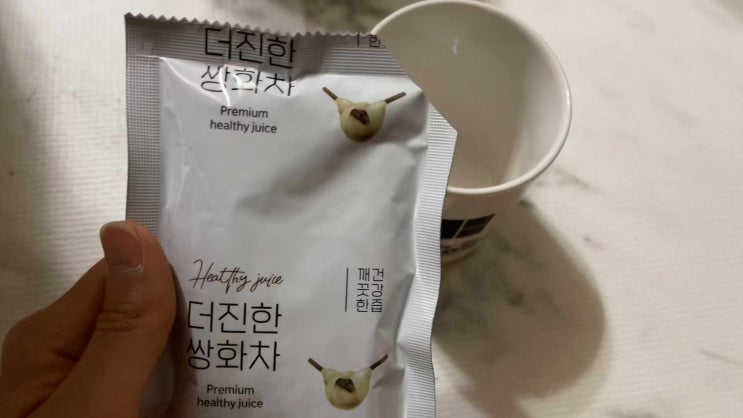 더진한
쌍화차
Premium
healthy juice
Healthy juice
더진한
쌍화차
Premium
healthy juice
건강즙
깨끗한